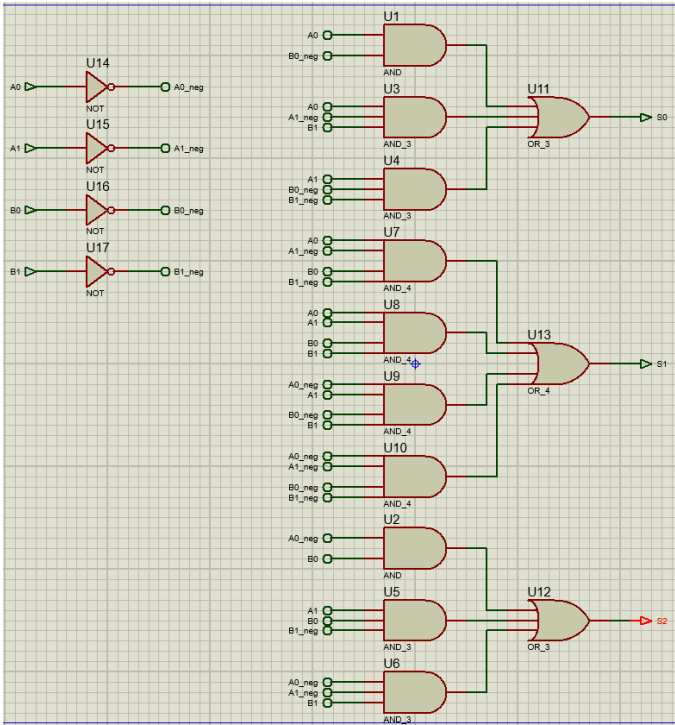 U14
A0
A0_neg
NOT
U15
A1
A1_neg
NOT
U16
B0
B0_neg
NOT
U17
B1
B1_neg
NOT
U1
A0
B0_neg
AND
U3
A0
A1_neg
B1
AND_3
U4
A1
B0_neg
B1_neg
AND_3
U11
OR_3
S0
U7
A0
A1_neg
B0
B1_neg
AND_4
U8
A0
A1
B0
B1
AND_4
U9
A0_neg
A1
B0_neg
B1
AND_4
U10
A0_neg
A1_neg
B0_neg
B1_neg
AND_4
U13
OR_4
S1
U2
A0_neg
B0
AND
U5
A1
B0
B1_neg
AND_3
U6
A0_neg
A1_neg
B1
AND_3
U12
OR_3
S2